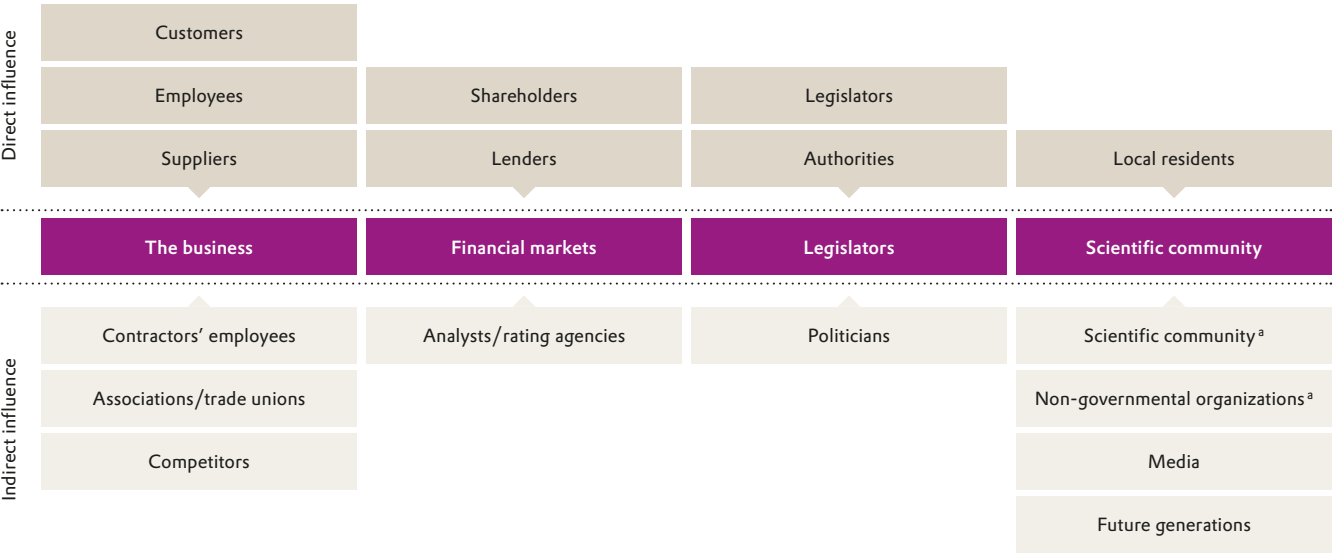 Direct influence
Customers
Employees
Shareholders
Legislators
Suppliers
Lenders
Authorities
Local residents
The business
Financial markets
Legislators
Scientific community
Indirect influence
Contractors’ employees
Analysts/rating agencies
Politicians
Scientific community a
Associations/trade unions
Non-governmental organizations a
Competitors
Media
Future generations